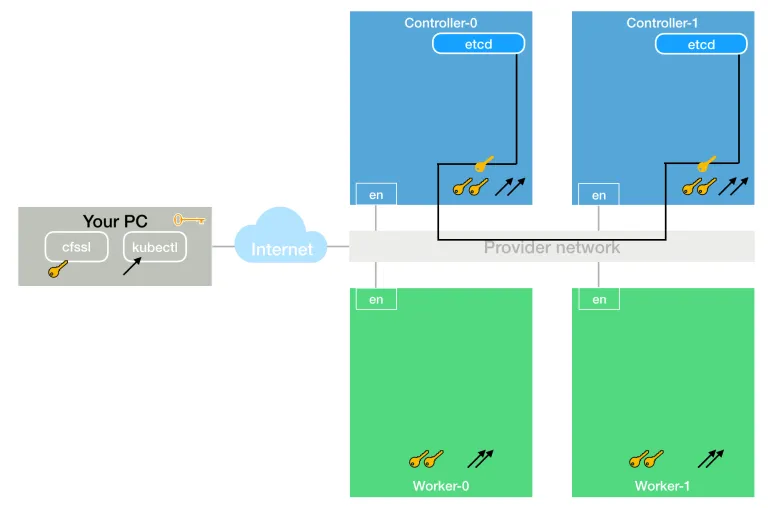 Controller-0
Controller-1
etcd
etcd
en
en
Your PC
cfssl
kubectl
Internet
Provider network
en
en
Worker-0
Worker-1